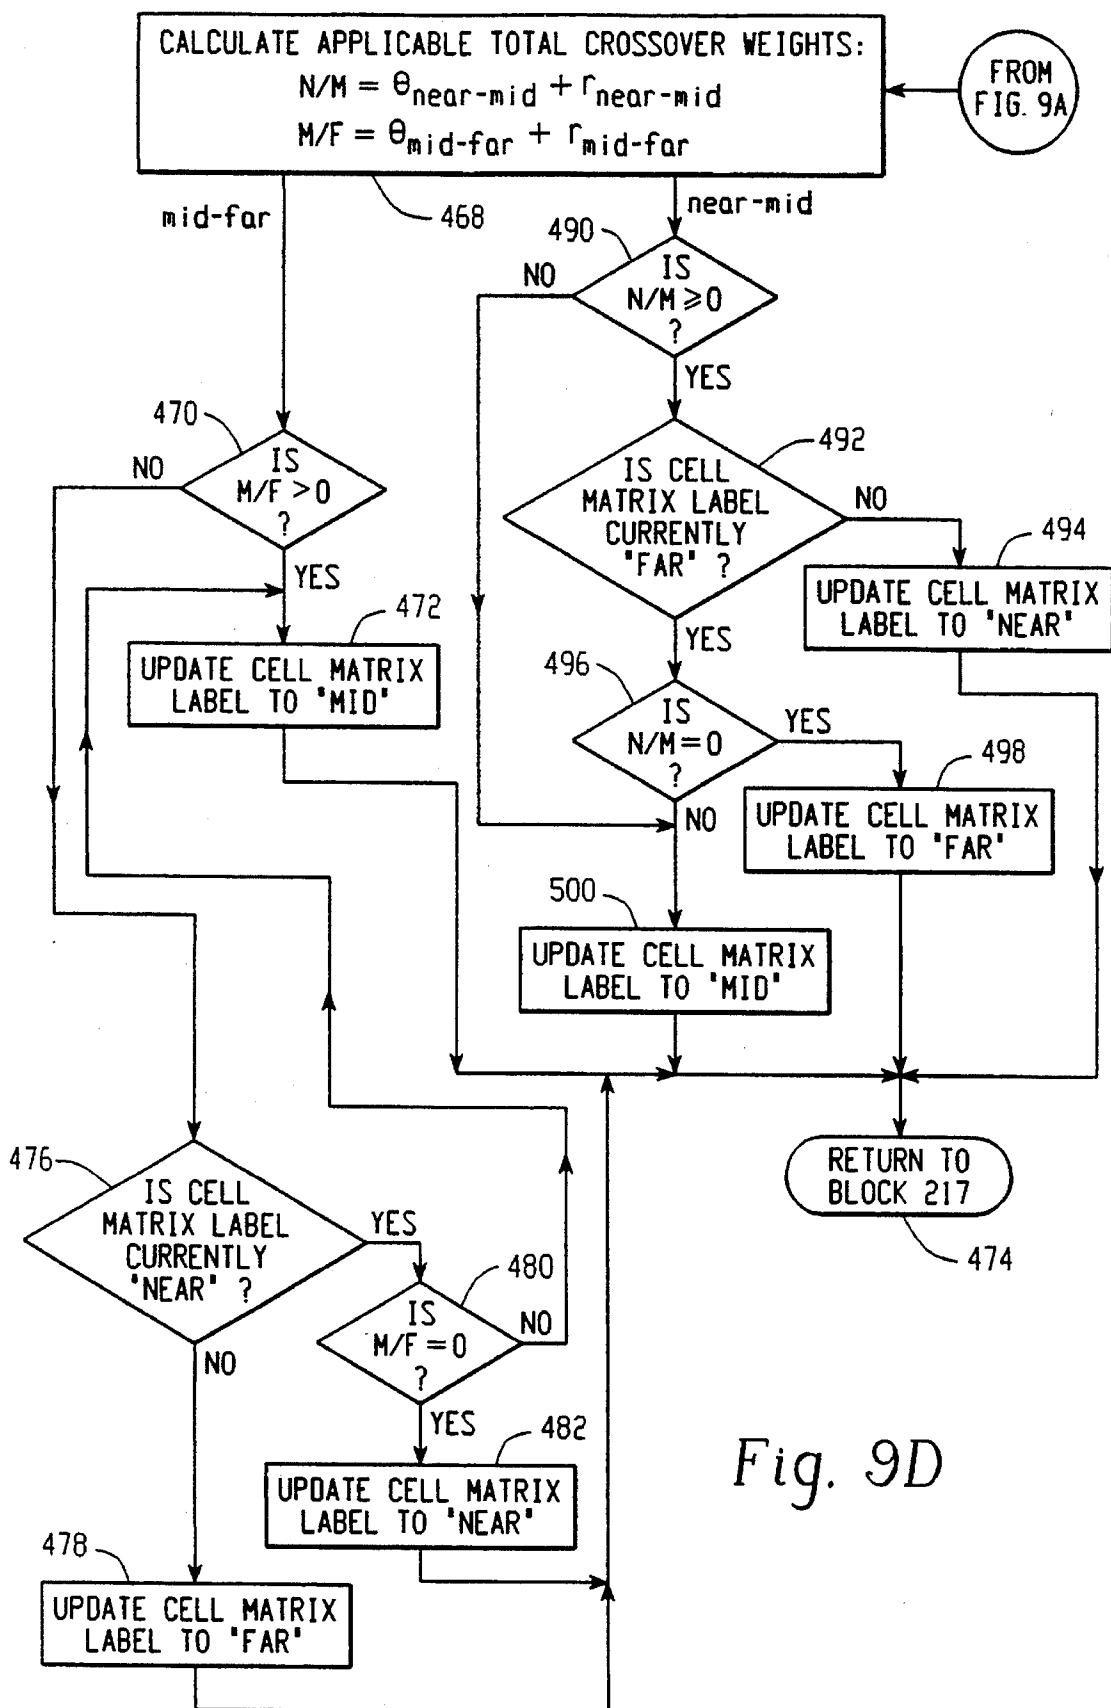 CALCULATE APPLICABLE TOTAL CROSSOVER WEIGHTS:
N/M = θnear-mid + rnear-mid
M/F = θmid-far + rmid-far
FROM
FIG. 9A
468
mid-far
near-mid
490
IS
N/M ⩾ 0
?
NO
YES
470
IS
M/F > 0
?
NO
YES
492
IS CELL
MATRIX LABEL
CURRENTLY
"FAR" ?
NO
YES
494
UPDATE CELL MATRIX
LABEL TO "NEAR"
472
UPDATE CELL MATRIX
LABEL TO "MID"
496
IS
N/M = 0
?
YES
NO
498
UPDATE CELL MATRIX
LABEL TO "FAR"
500
UPDATE CELL MATRIX
LABEL TO "MID"
RETURN TO
BLOCK 217
474
476
IS CELL
MATRIX LABEL
CURRENTLY
"NEAR" ?
YES
NO
480
IS
M/F = 0
?
NO
YES
482
UPDATE CELL MATRIX
LABEL TO "NEAR"
478
UPDATE CELL MATRIX
LABEL TO "FAR"
Fig. 9D